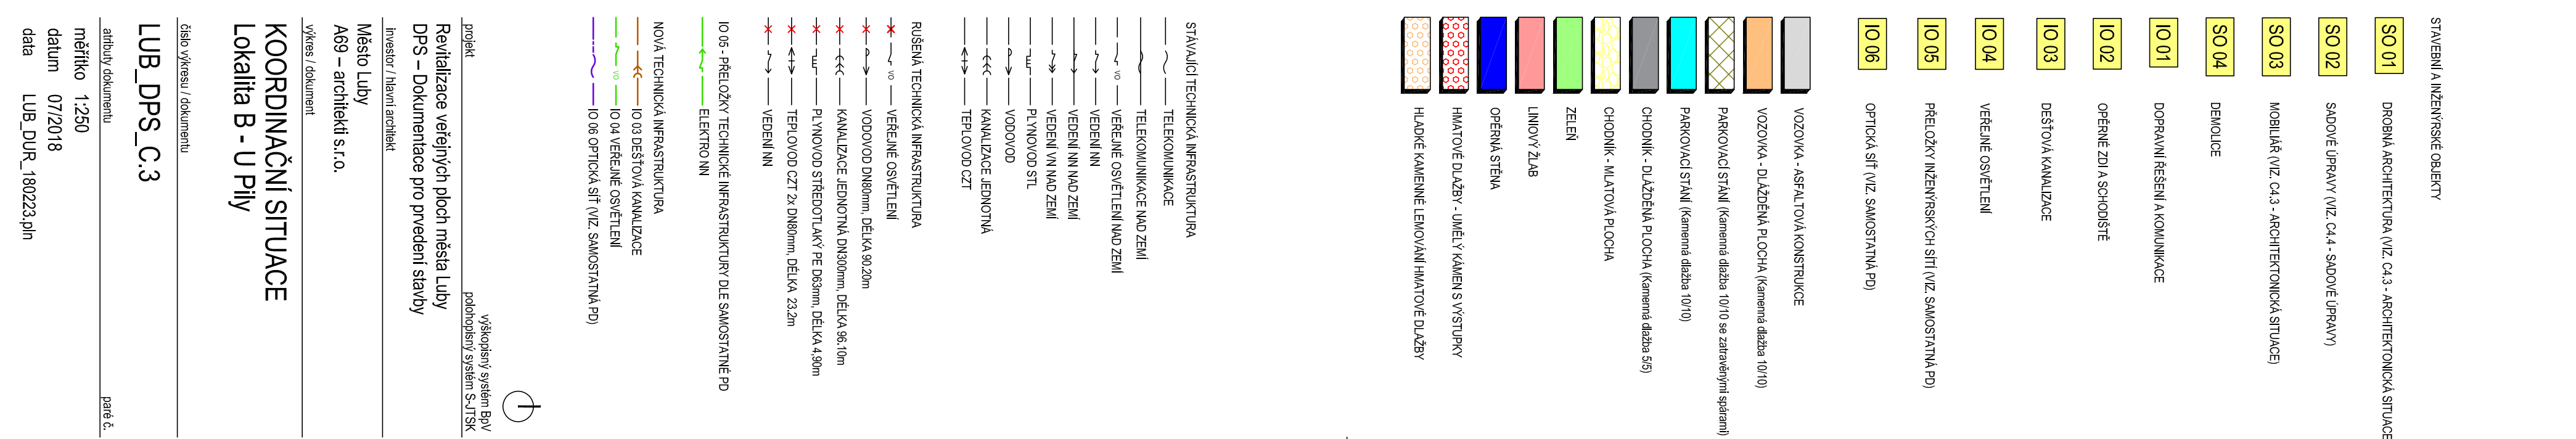 STAVEBNÍ A INŽENÝRSKÉ OBJEKTY
SO 01 DROBNÁ ARCHITEKTURA (VIZ. C4.3 - ARCHITEKTONICKÁ SITUACE
SO 02 SADOVÉ ÚPRAVY (VIZ. C4.4 - SADOVÉ ÚPRAVY)
SO 03 MOBILIÁŘ (VIZ. C4.3 - ARCHITEKTONICKÁ SITUACE)
SO 04 DEMOLICE
IO 01 DOPRAVNÍ ŘEŠENÍ A KOMUNIKACE
IO 02 OPĚRNÉ ZDI A SCHODIŠTĚ
IO 03 DEŠŤOVÁ KANALIZACE
IO 04 VEŘEJNÉ OSVĚTLENÍ
IO 05 PŘELOŽKY INŽENÝRSKÝCH SÍTÍ (VIZ. SAMOSTATNÁ PD)
IO 06 OPTICKÁ SÍŤ (VIZ. SAMOSTATNÁ PD)
VOZOVKA - ASFALTOVÁ KONSTRUKCE
VOZOVKA - DLÁŽDĚNÁ PLOCHA (Kamenná dlažba 10/10)
PARKOVACÍ STÁNÍ (Kamenná dlažba 10/10 se zatravěnými spárami)
PARKOVACÍ STÁNÍ (Kamenná dlažba 10/10)
CHODNÍK - DLÁŽDĚNÁ PLOCHA (Kamenná dlažba 5/5)
CHODNÍK - MLATOVÁ PLOCHA
ZELEŇ
LINIOVÝ ŽLAB
OPĚRNÁ STĚNA
HMATOVÉ DLAŽBY - UMĚLÝ KÁMEN S VÝSTUPKY
HLADKÉ KAMENNÉ LEMOVÁNÍ HMATOVÉ DLAŽBY
STÁVAJÍCÍ TECHNICKÁ INFRASTRUKTURA
TELEKOMUNIKACE
TELEKOMUNIKACE NAD ZEMÍ
VO VEŘEJNÉ OSVĚTLENÍ NAD ZEMÍ
VEDENÍ NN
VEDENÍ NN NAD ZEMÍ
VEDENÍ VN NAD ZEMÍ
PLYNOVOD STL
VODOVOD
KANALIZACE JEDNOTNÁ
TEPLOVOD CZT
RUŠENÁ TECHNICKÁ INFRASTRUKTURA
VO VEŘEJNÉ OSVĚTLENÍ
VODOVOD DN80mm, DÉLKA 90.20m
KANALIZACE JEDNOTNÁ DN300mm, DÉLKA 96.10m
PLYNOVOD STŘEDOTLAKÝ PE D63mm, DÉLKA 4,90m
TEPLOVOD CZT 2x DN80mm, DÉLKA 23.2m
VEDENÍ NN
IO 05 - PŘELOŽKY TECHNICKÉ INFRASTRUKTURY DLE SAMOSTATNÉ PD
ELEKTRO NN
NOVÁ TECHNICKÁ INFRASTRUKTURA
IO 03 DEŠŤOVÁ KANALIZACE
VO IO 04 VEŘEJNÉ OSVĚTLENÍ
IO 06 OPTICKÁ SÍŤ (VIZ. SAMOSTATNÁ PD)
výškopisný systém BpV
projekt polohopisný systém S-JTSK
Revitalizace veřejných ploch města Luby
DPS – Dokumentace pro prvedení stavby
investor / hlavní architekt
Město Luby
A69 – architekti s.r.o.
výkres / dokument
KOORDINAČNÍ SITUACE
Lokalita B - U Pily
číslo výkresu / dokumentu
LUB_DPS_C.3
atributy dokumentu paré č.
měřítko 1:250
datum 07/2018
data LUB_DUR_180223.pln